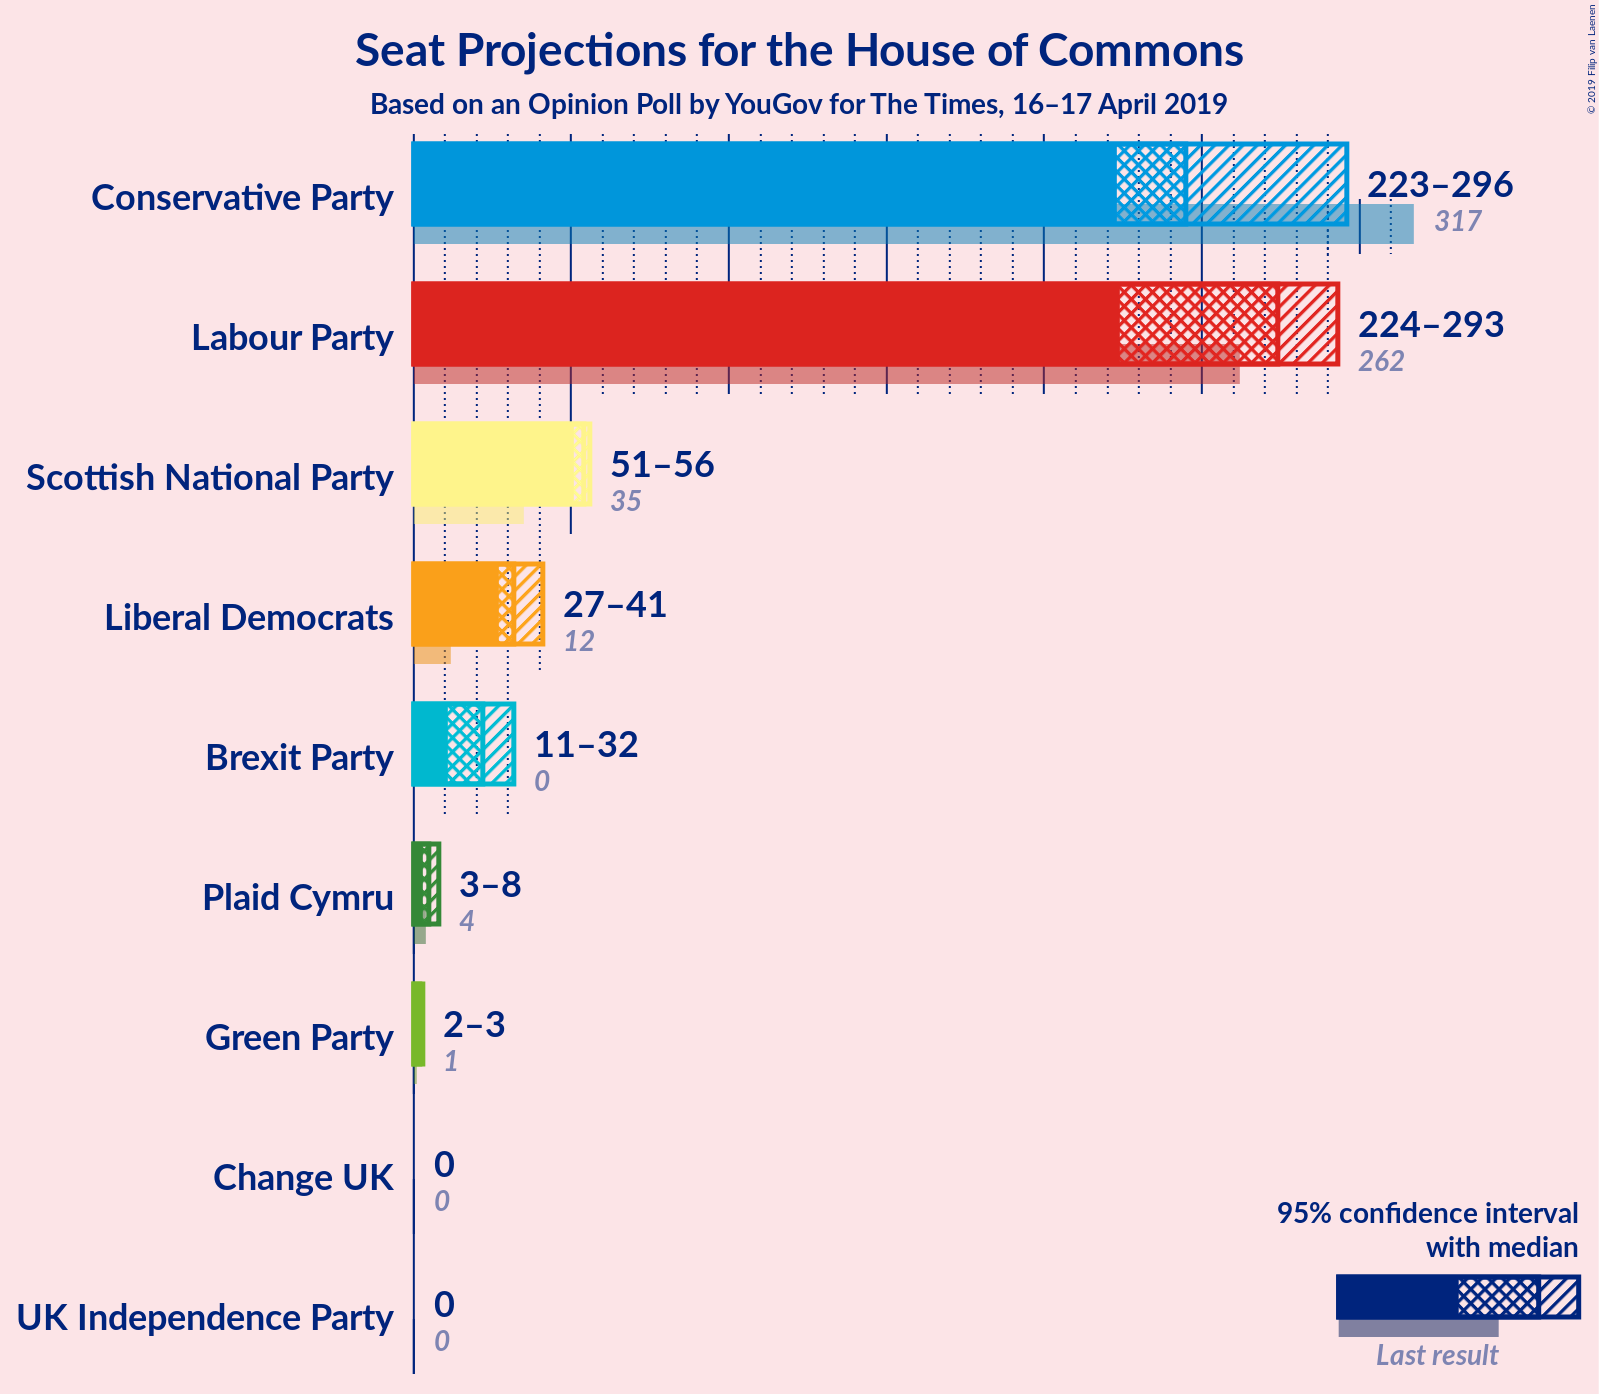 Seat Projections for the House of Commons
Based on an Opinion Poll by YouGov for The Times, 16–17 April 2019
© 2019 Filip van Laenen
Conservative Party
223–296
317
Labour Party
224–293
262
Scottish National Party
51–56
35
Liberal Democrats
27–41
12
Brexit Party
11–32
0
Plaid Cymru
3–8
4
Green Party
2–3
1
Change UK
0
0
UK Independence Party
0
0
95% confidence interval
with median
Last result